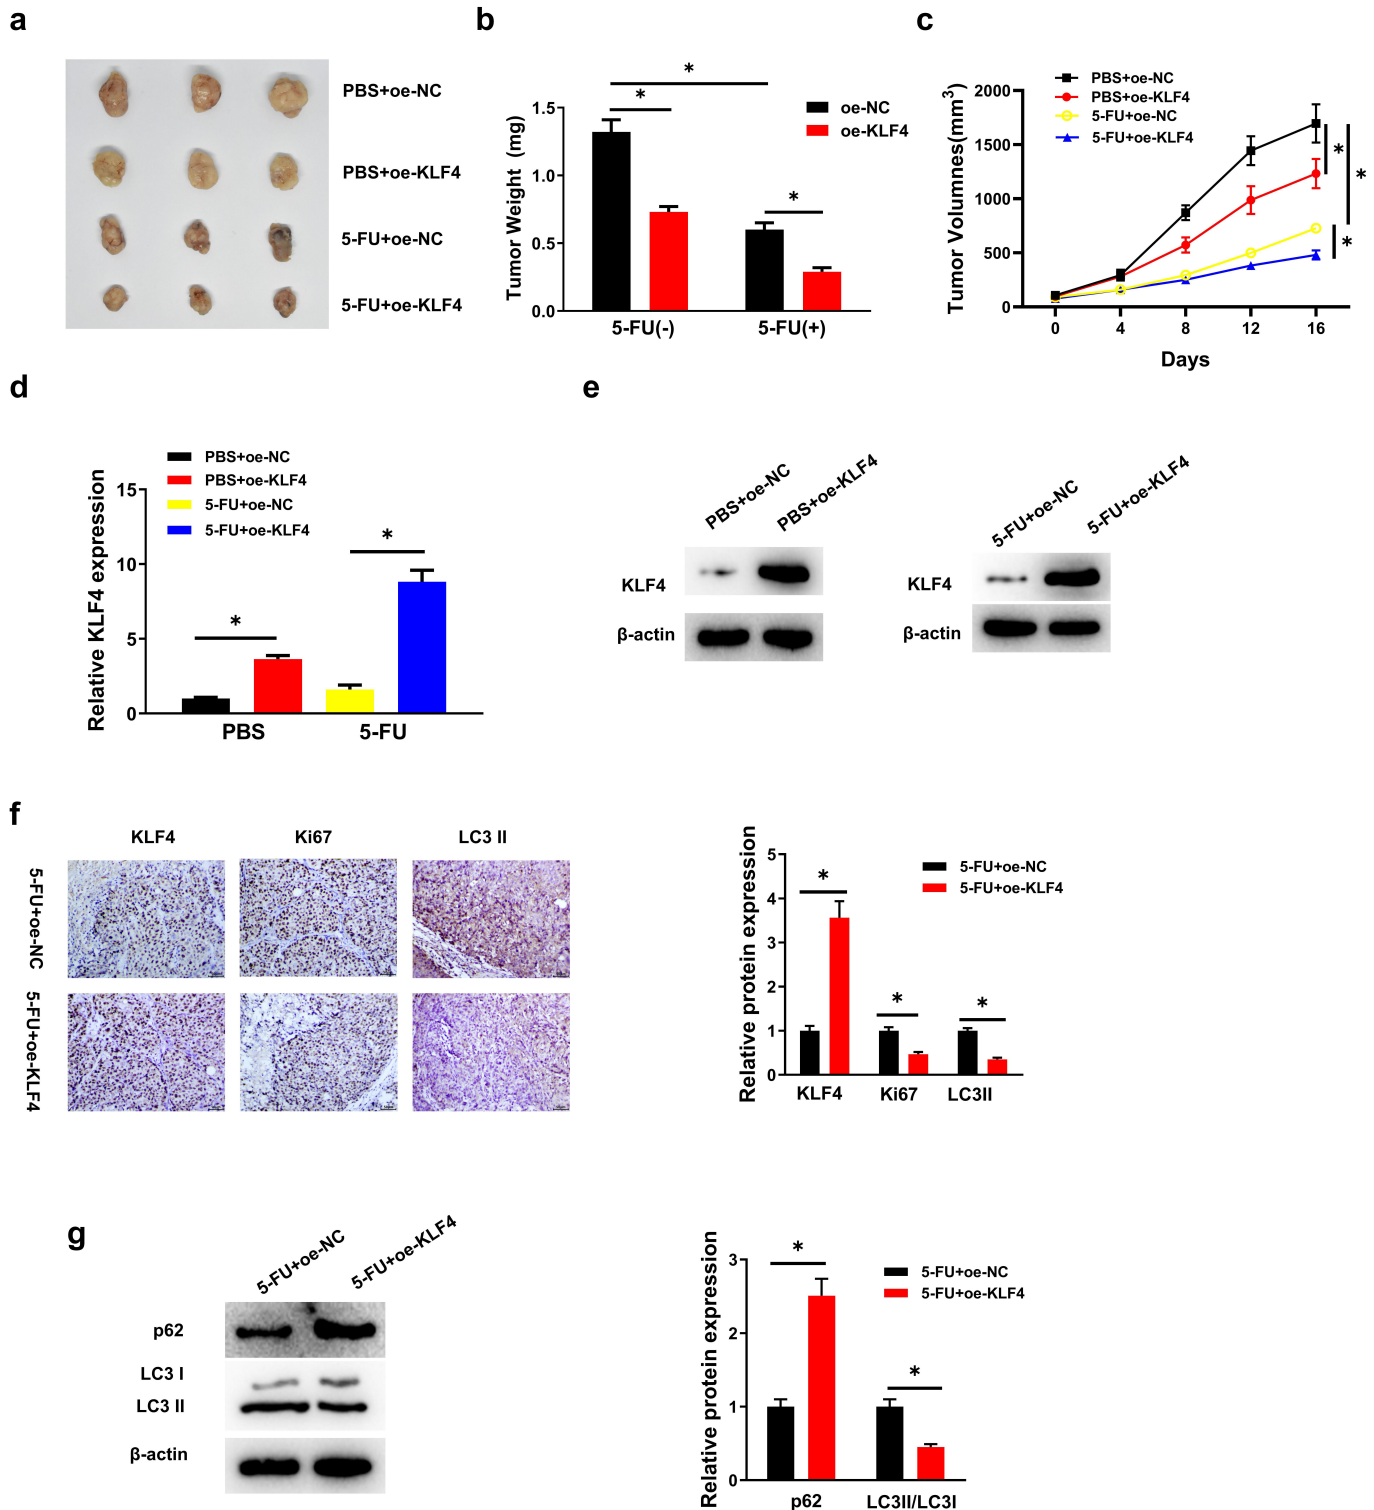 a
PBS+oe-NC
PBS+oe-KLF4
5-FU+oe-NC
5-FU+oe-KLF4
b
Tumor Weight (mg)
1.5
1.0
0.5
0.0
*
*
*
oe-NC
oe-KLF4
5-FU(-)
5-FU(+)
c
Tumor Volumnes(mm3)
2000
1500
1000
500
0
PBS+oe-NC
PBS+oe-KLF4
5-FU+oe-NC
5-FU+oe-KLF4
*
*
*
0 4 8 12 16
Days
d
Relative KLF4 expression
15
10
5
0
PBS+oe-NC
PBS+oe-KLF4
5-FU+oe-NC
5-FU+oe-KLF4
*
*
PBS
5-FU
e
PBS+oe-NC
PBS+oe-KLF4
KLF4
β-actin
5-FU+oe-NC
5-FU+oe-KLF4
KLF4
β-actin
f
KLF4
Ki67
LC3 II
5-FU+oe-NC
5-FU+oe-KLF4
Relative protein expression
5
4
3
2
1
0
5-FU+oe-NC
5-FU+oe-KLF4
*
*
*
KLF4
Ki67
LC3II
g
5-FU+oe-NC
5-FU+oe-KLF4
p62
LC3 I
LC3 II
β-actin
Relative protein expression
3
2
1
0
5-FU+oe-NC
5-FU+oe-KLF4
*
*
p62
LC3II/LC3I